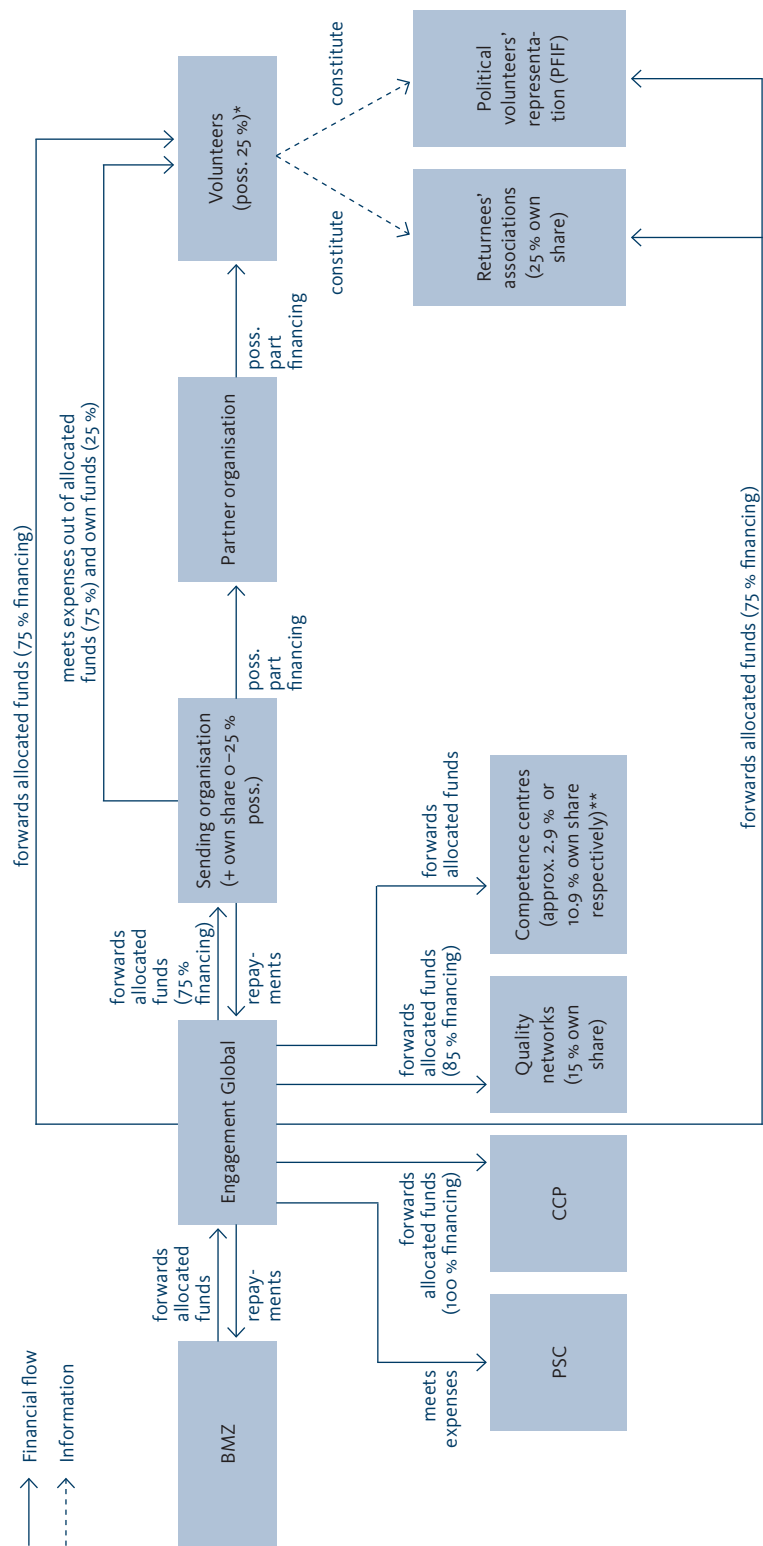 Financial flow
Information
forwards allocated funds (75 % financing)
meets expenses out of allocated
funds (75 %) and own funds (25 %)
BMZ
forwards
allocated
funds
repay-
ments
Engagement Global
forwards
allocated
funds
(75 %
financing)
repay-
ments
Sending organisation
(+ own share 0–25 %
poss.)
poss.
part
financing
Partner organisation
poss.
part
financing
Volunteers
(poss. 25 %)*
constitute
constitute
meets
expenses
forwards
allocated funds
(100 % financing)
forwards
allocated funds
(85 % financing)
forwards
allocated funds
PSC
CCP
Quality
networks
(15 % own
share)
Competence centres
(approx. 2.9 % or
10.9 % own share
respectively)**
Returnees’
associations
(25 % own
share)
Political
volunteers’
representa-
tion (PFIF)
forwards allocated funds (75 % financing)